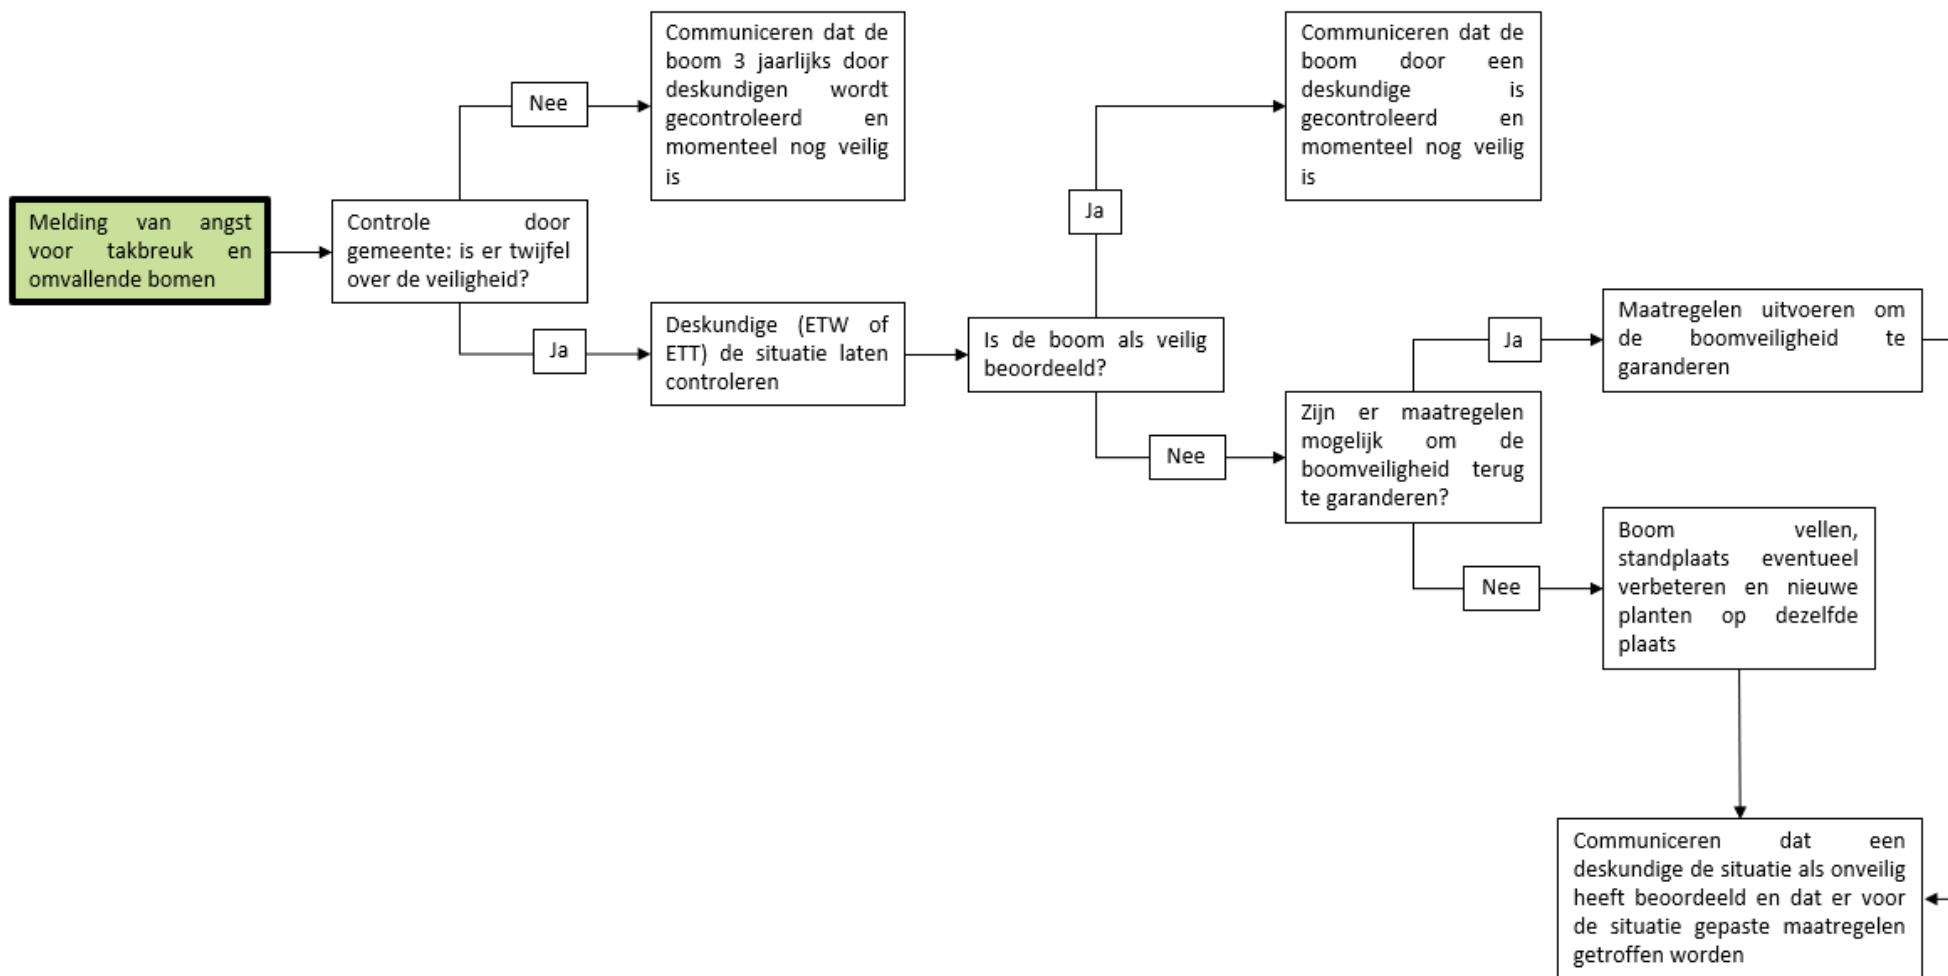 Melding van angst
voor takbreuk en
omvallende bomen
Controle door
gemeente: is er twijfel
over de veiligheid?
Nee
Communiceren dat de
boom 3 jaarlijks door
deskundigen wordt
gecontroleerd en
momenteel nog veilig
is
Ja
Deskundige (ETW of
ETT) de situatie laten
controleren
Is de boom als veilig
beoordeeld?
Ja
Communiceren dat de
boom door een
deskundige is
gecontroleerd en
momenteel nog veilig
is
Nee
Zijn er maatregelen
mogelijk om de
boomveiligheid terug
te garanderen?
Ja
Maatregelen uitvoeren om
de boomveiligheid te
garanderen
Nee
Boom vellen,
standplaats eventueel
verbeteren en nieuwe
planten op dezelfde
plaats
Communiceren dat een
deskundige de situatie als onveilig
heeft beoordeeld en dat er voor
de situatie gepaste maatregelen
getroffen worden